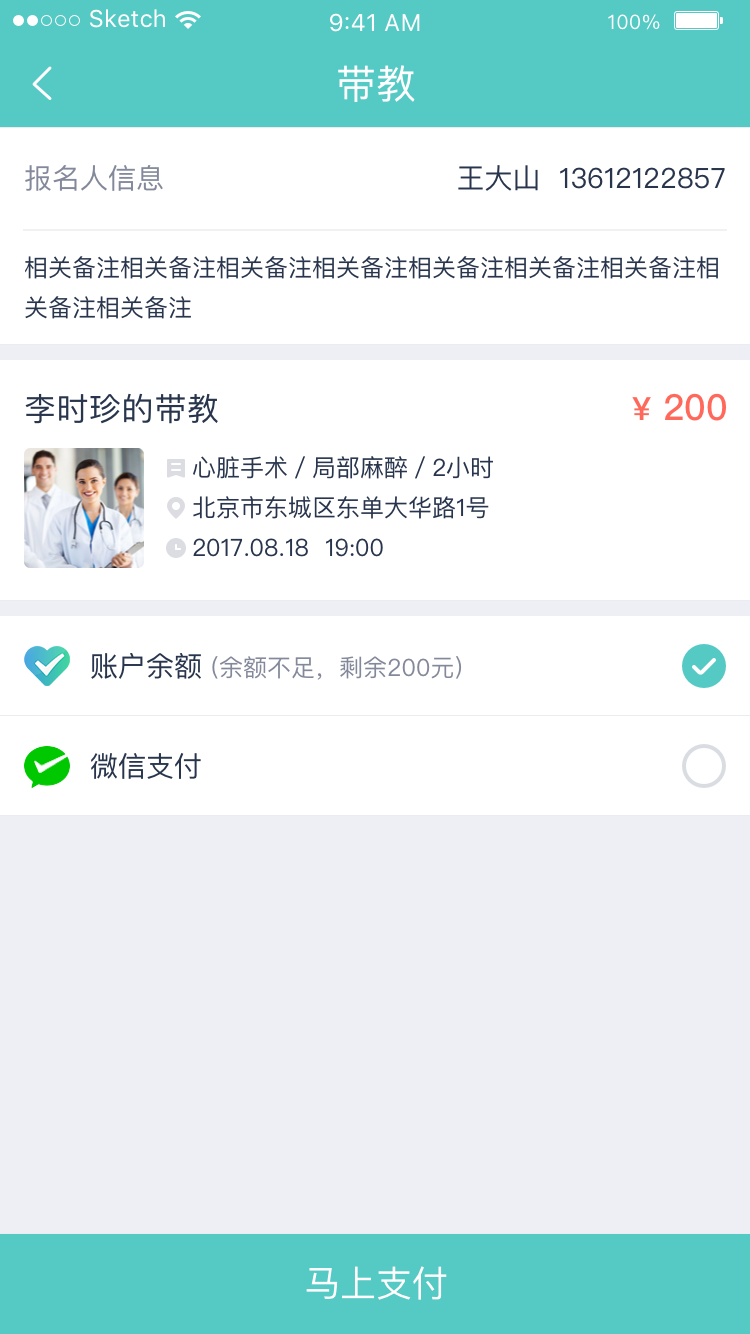 Sketch 9:41 AM 100%
带教
报名人信息 王大山 13612122857
相关备注相关备注相关备注相关备注相关备注相关备注相关备注相
关备注相关备注
李时珍的带教 ¥ 200
心脏手术 / 局部麻醉 / 2小时
北京市东城区东单大华路1号
2017.08.18 19:00
账户余额 (余额不足，剩余200元)
微信支付
马上支付